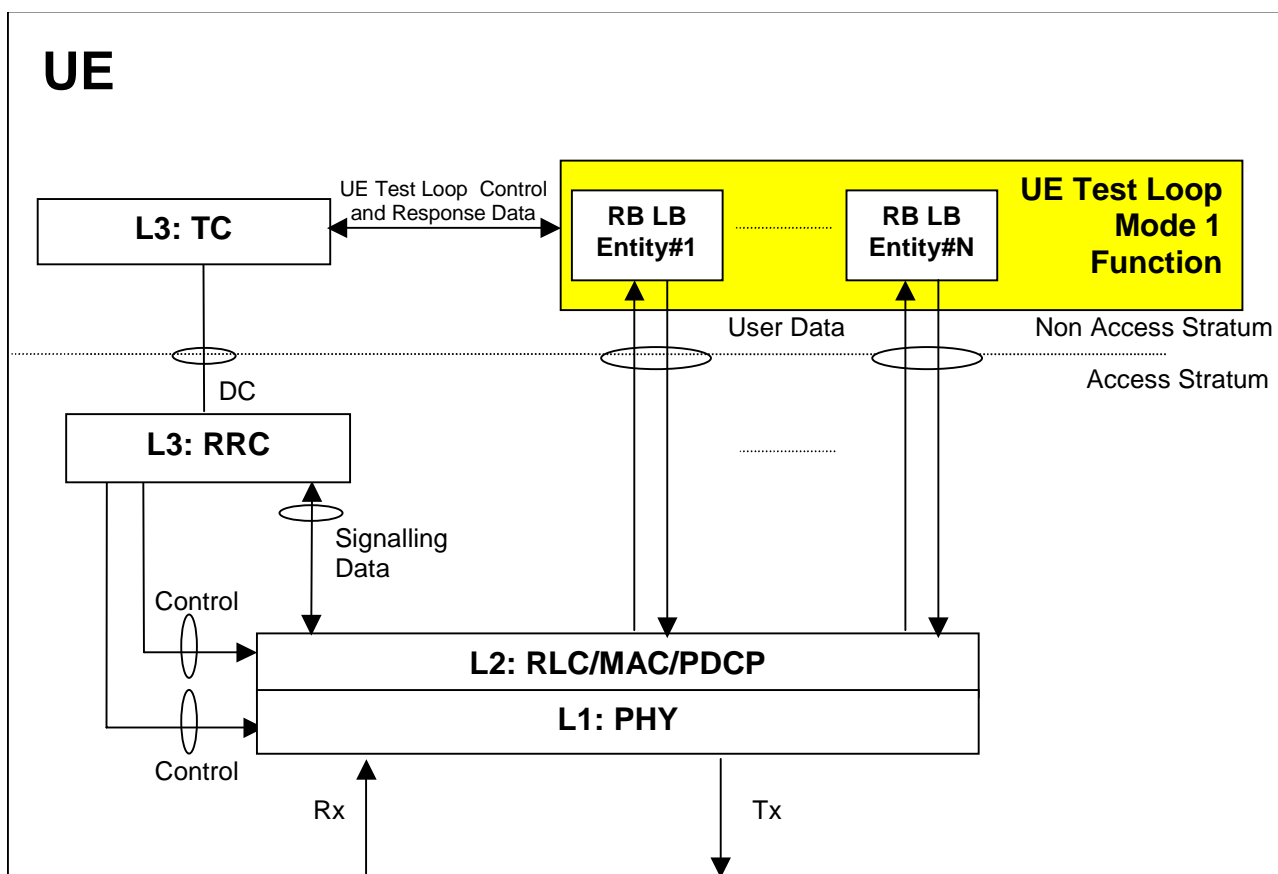 UE
UE Test Loop Control
and Response Data
L3: TC
RB LB
Entity#1
RB LB
Entity#N
UE Test Loop
Mode 1
Function
User Data
Non Access Stratum
Access Stratum
DC
L3: RRC
Signalling
Data
Control
L2: RLC/MAC/PDCP
L1: PHY
Control
Rx
Tx